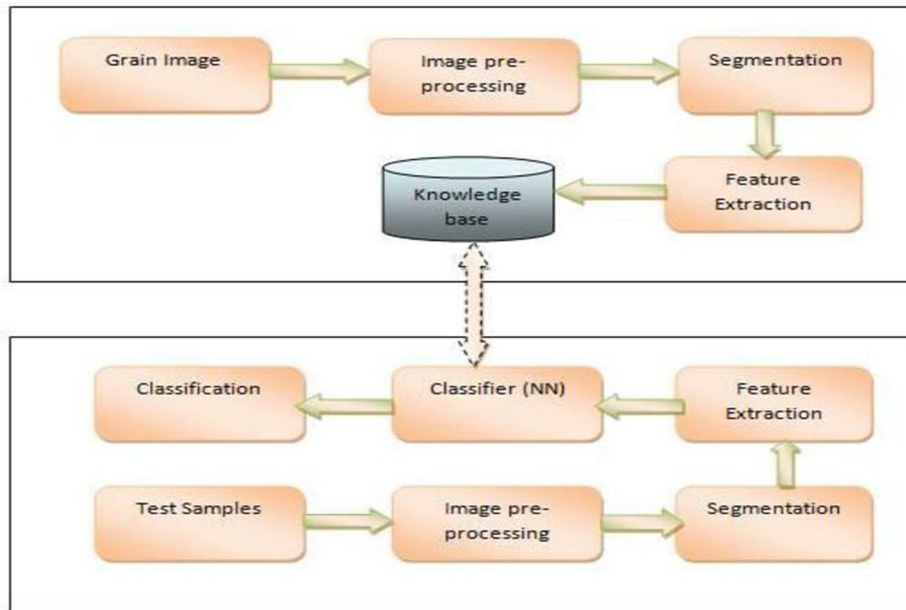 Grain Image
Image pre-
processing
Segmentation
Feature
Extraction
Knowledge
base
Classification
Classifier (NN)
Feature
Extraction
Test Samples
Image pre-
processing
Segmentation